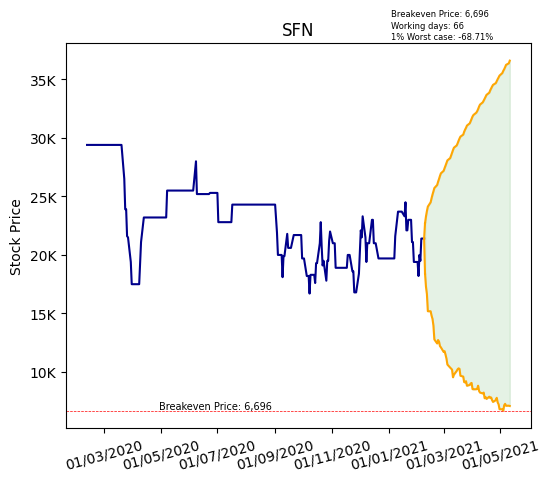 Breakeven Price: 6,696
Working days: 66
1% Worst case: -68.71%
SFN
Stock Price
35K
30K
25K
20K
15K
10K
Breakeven Price: 6,696
01/03/2020
01/05/2020
01/07/2020
01/09/2020
01/11/2020
01/01/2021
01/03/2021
01/05/2021